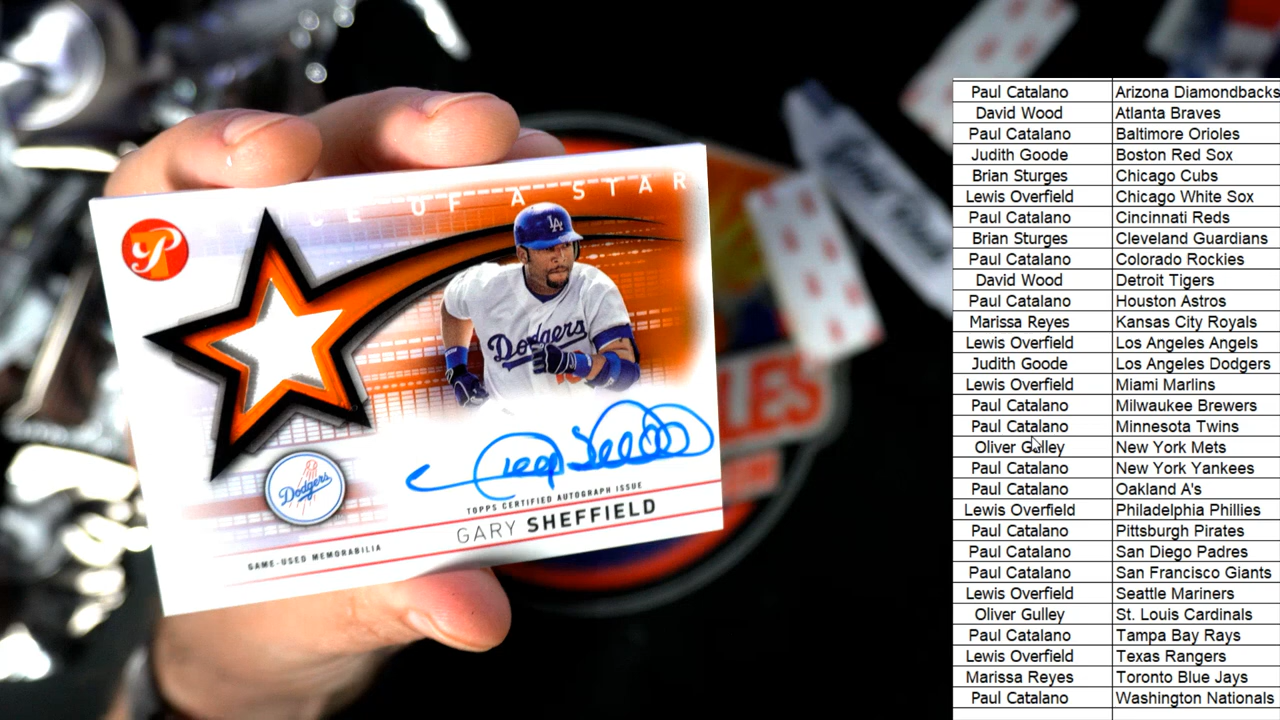 PIECE OF A STAR
P
LA
Dodgers
Dodgers
TOPPS CERTIFIED AUTOGRAPH ISSUE
GARY SHEFFIELD
GAME-USED MEMORABILIA
LES
Paul Catalano Arizona Diamondbacks
David Wood Atlanta Braves
Paul Catalano Baltimore Orioles
Judith Goode Boston Red Sox
Brian Sturges Chicago Cubs
Lewis Overfield Chicago White Sox
Paul Catalano Cincinnati Reds
Brian Sturges Cleveland Guardians
Paul Catalano Colorado Rockies
David Wood Detroit Tigers
Paul Catalano Houston Astros
Marissa Reyes Kansas City Royals
Lewis Overfield Los Angeles Angels
Judith Goode Los Angeles Dodgers
Lewis Overfield Miami Marlins
Paul Catalano Milwaukee Brewers
Paul Catalano Minnesota Twins
Oliver Gulley New York Mets
Paul Catalano New York Yankees
Paul Catalano Oakland A's
Lewis Overfield Philadelphia Phillies
Paul Catalano Pittsburgh Pirates
Paul Catalano San Diego Padres
Paul Catalano San Francisco Giants
Lewis Overfield Seattle Mariners
Oliver Gulley St. Louis Cardinals
Paul Catalano Tampa Bay Rays
Lewis Overfield Texas Rangers
Marissa Reyes Toronto Blue Jays
Paul Catalano Washington Nationals